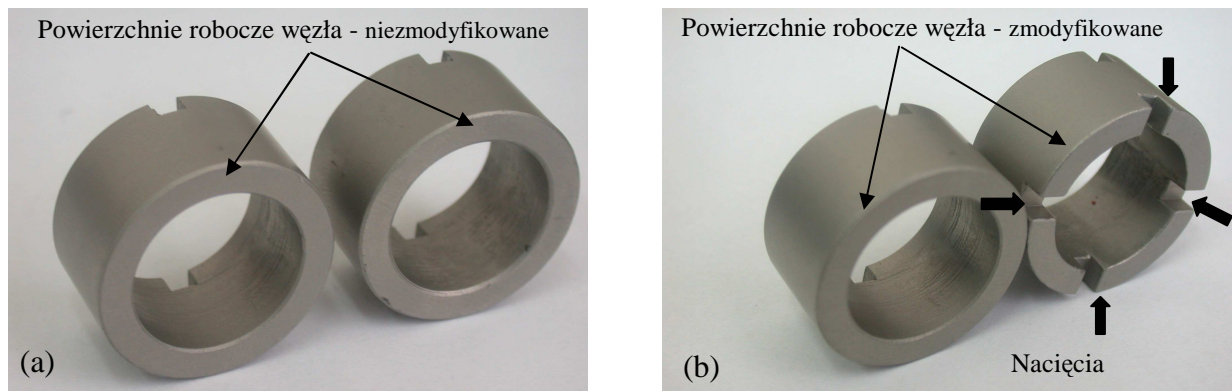 Powierzchnie robocze węzła - niezmodyfikowane
(a)
Powierzchnie robocze węzła - zmodyfikowane
(b)
Nacięcia